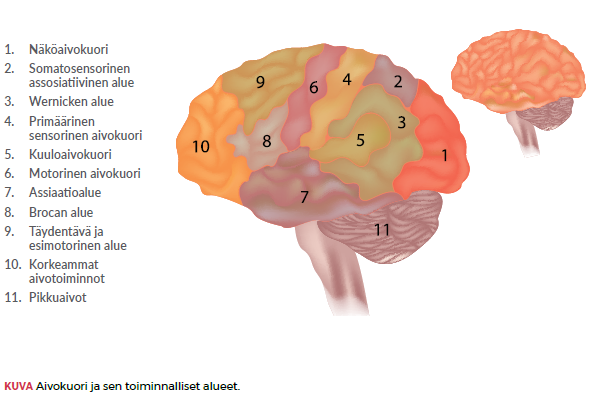 1. Näköaivokuori
2. Somatosensorinen
assosiatiivinen alue
3. Wernicken alue
4. Primäärinen
sensorinen aivokuori
5. Kuuloaivokuori
6. Motorinen aivokuori
7. Assiaatioalue
8. Brocan alue
9. Täydentävä ja
esimotorinen alue
10. Korkeammat
aivotoiminnot
11. Pikkuaivot
9
6
4
2
10
8
5
3
1
7
11
KUVA Aivokuori ja sen toiminnalliset alueet.